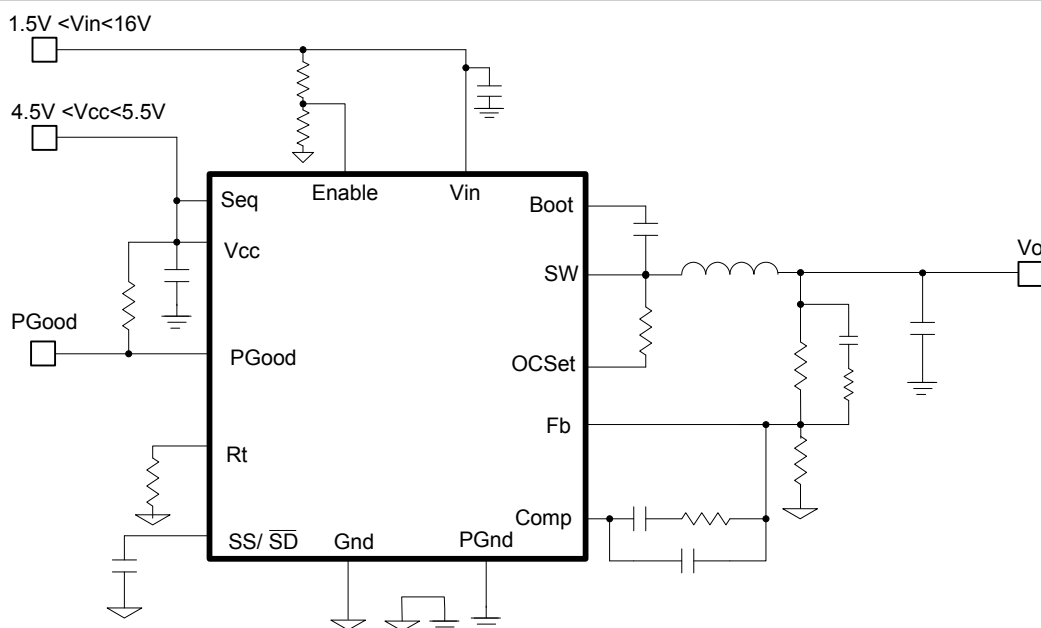 1.5V <Vin<16V
4.5V <Vcc<5.5V
Enable
Vin
Seq
Boot
Vcc
SW
Vo
PGood
PGood
OCSet
Fb
Rt
Comp
SS/ SD
Gnd
PGnd